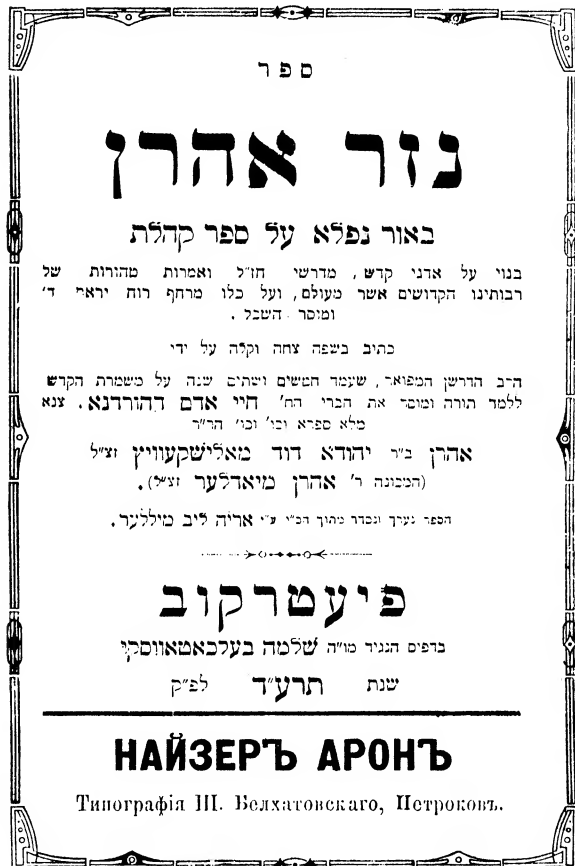 ספר
נזר אהרן
באור נפלא על ספר קהלת
בנוי על אדני קדש, מדרשי חז״ל ואמרות טהורות של
רבותינו הקדושים אשר מעולם, ועל כלו מרחף רוח יראת ד׳
ומוסר השכל.
כתוב בשפה צחה וקלה על ידי
הרב הדרשן המפואר, שעמד חמשים ושתים שנה על משמרת הקדש
ללמד תורה ומוסר את חברי הח׳ חיי אדם דהורדנא. צנא
מלא ספרא וכו׳ וכו׳ הר״ר
אהרן ב״ר יהודא דוד מאלישקעוויץ זצ״ל
(המכונה ר׳ אהרן מיאדלער זצ״ל).
הספר נערך ונסדר מתוך הכ״י ע״י אריה ליב מיללער.
פיעטרקוב
בדפוס הנגיד מו״ה שלמה בעלכאטאווסקי
שנת תרע״ד לפ״ק
НАЙЗЕРЪ АРОНЪ
Типографія Ш. Белхатовскаго, Петроковъ.